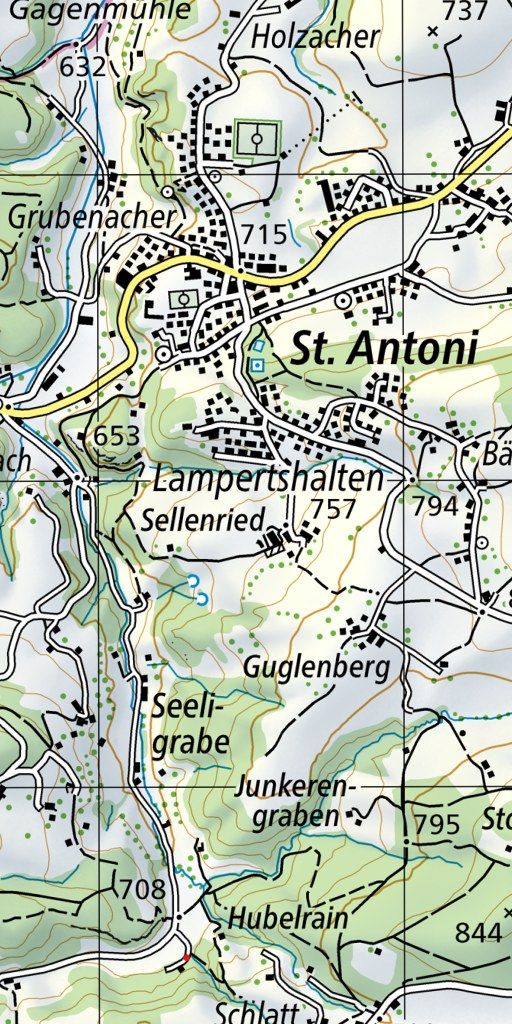 Gagenmühle
737
Holzacher
632
Grubenacher
715
St. Antoni
653
ach
Bä
Lampertshalten
794
Sellenried
757
Guglenberg
Seeli-
grabe
Junkeren-
graben
795
Sto
708
Hubelrain
844
Schlatt